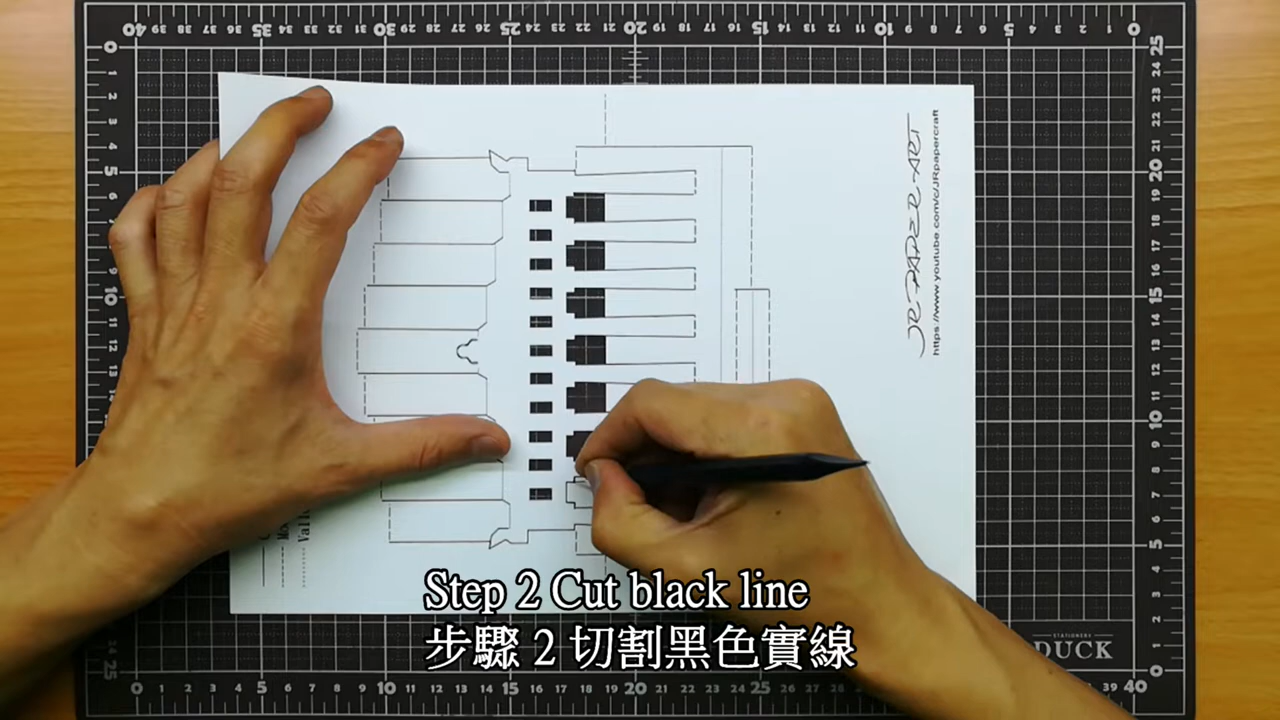 JR PAPER ART
https://www.youtube.com/c/JRpapercraft
Step 2 Cut black line
步驟 2 切割黑色實線
STATIONERY
DUCK